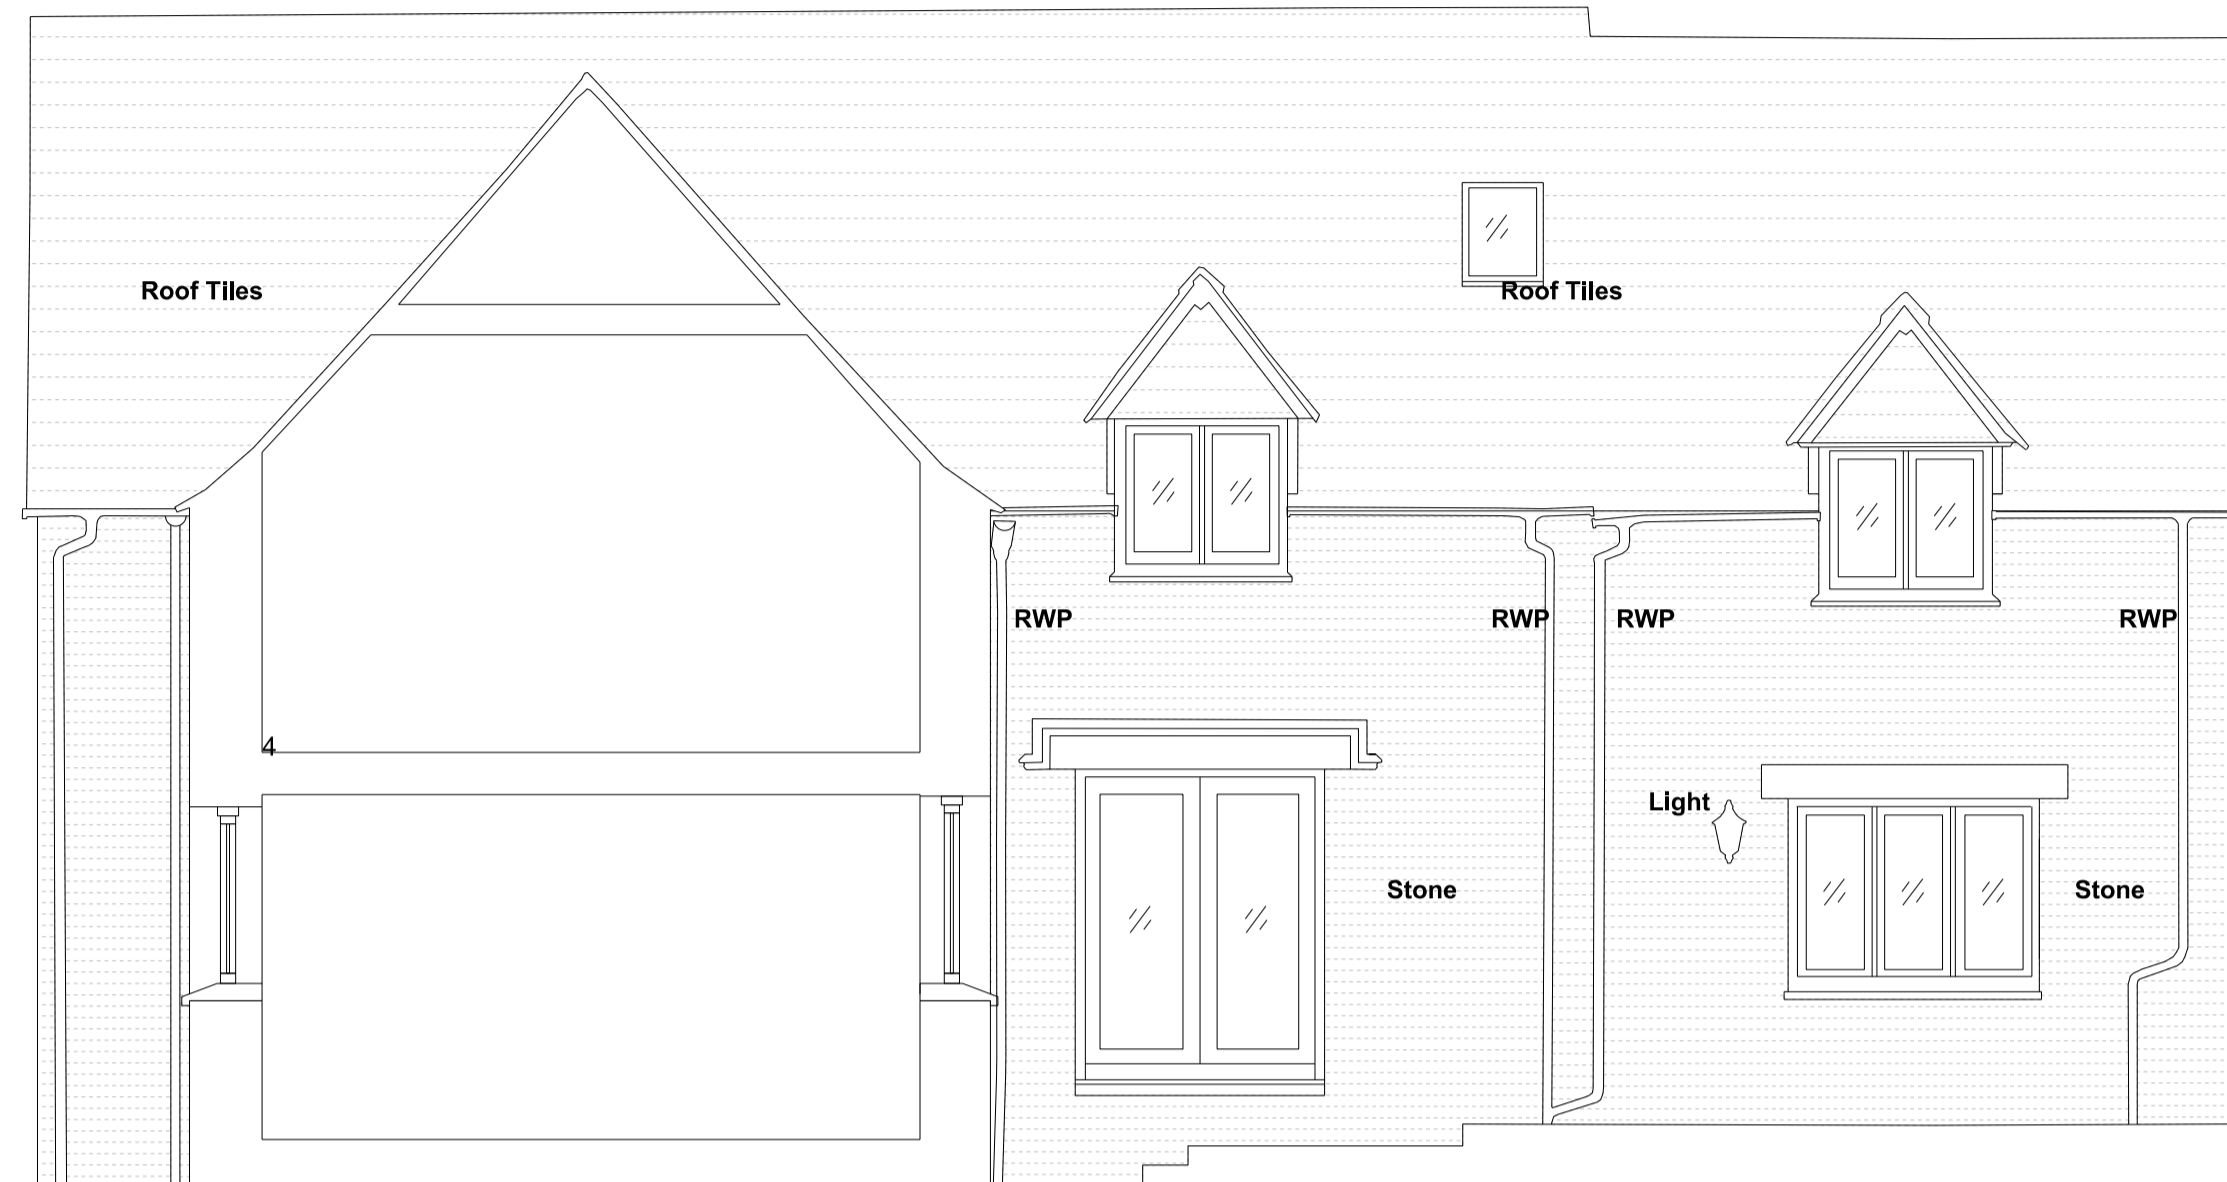 Roof Tiles
Roof Tiles
RWP
RWP
RWP
RWP
4
Light
Stone
Stone